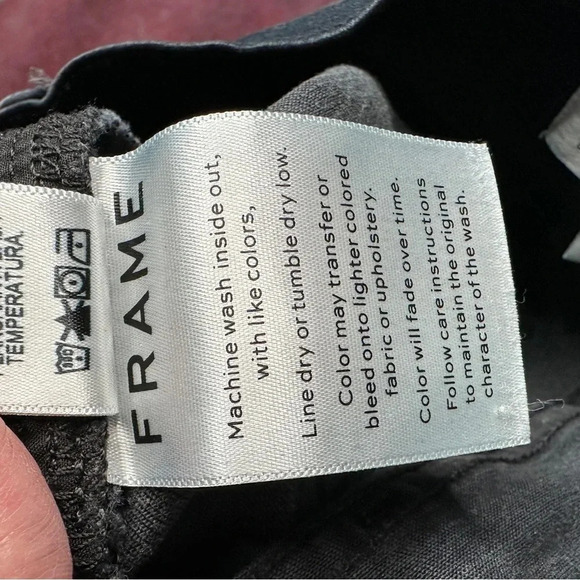 TEMPERATURA.
FRAME
Machine wash inside out,
with like colors,
Line dry or tumble dry low.
Color may transfer or
bleed onto lighter colored
fabric or upholstery.
Color will fade over time.
Follow care instructions
to maintain the original
character of the wash.